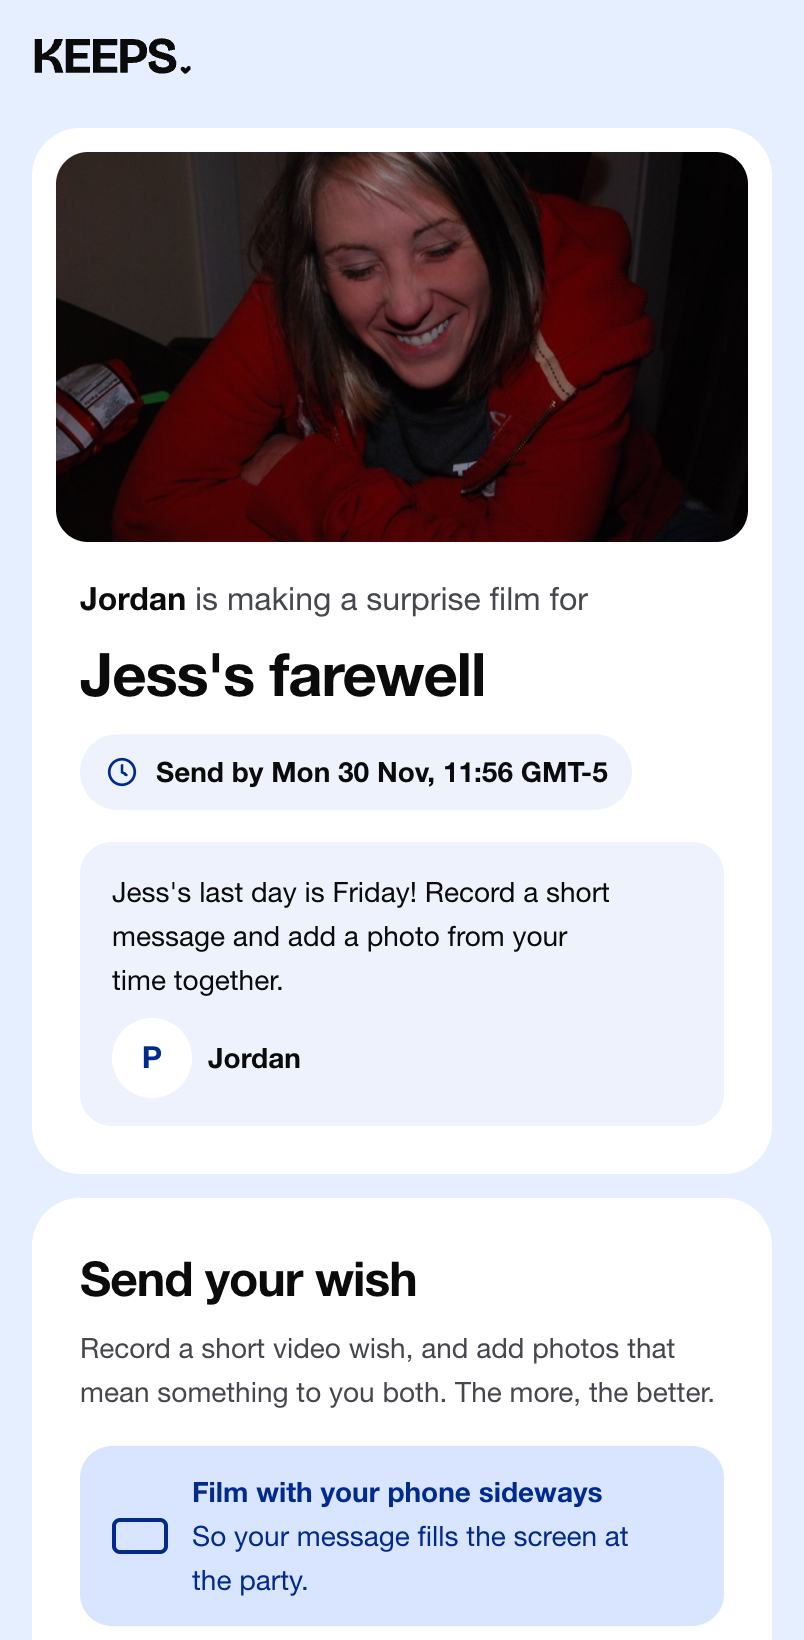 KEEPS.
Jordan is making a surprise film for
Jess's farewell
Send by Mon 30 Nov, 11:56 GMT-5
Jess's last day is Friday! Record a short
message and add a photo from your
time together.
P
Jordan
Send your wish
Record a short video wish, and add photos that
mean something to you both. The more, the better.
Film with your phone sideways
So your message fills the screen at
the party.